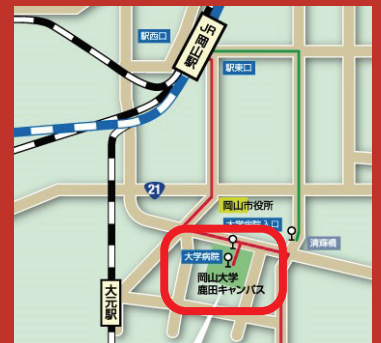 駅西口
JR岡山駅
駅東口
21
岡山市役所
大学病院入口
清輝橋
大学病院
岡山大学
鹿田キャンパス
大元駅